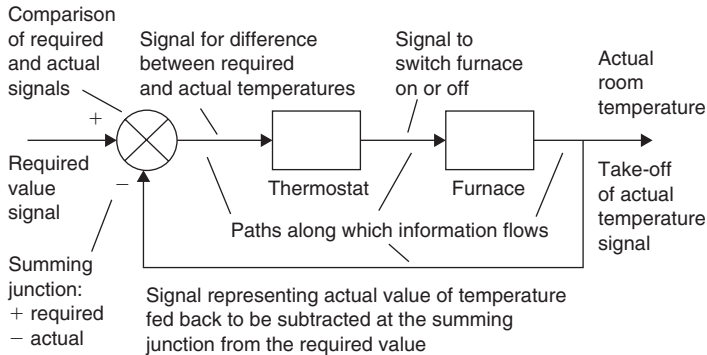 Comparison
of required
and actual
signals
Signal for difference
between required
and actual temperatures
Signal to
switch furnace
on or off
Actual
room
temperature
+
Required
value
signal
−
Thermostat
Furnace
Take-off
of actual
temperature
signal
Paths along which information flows
Summing
junction:
+ required
− actual
Signal representing actual value of temperature
fed back to be subtracted at the summing
junction from the required value